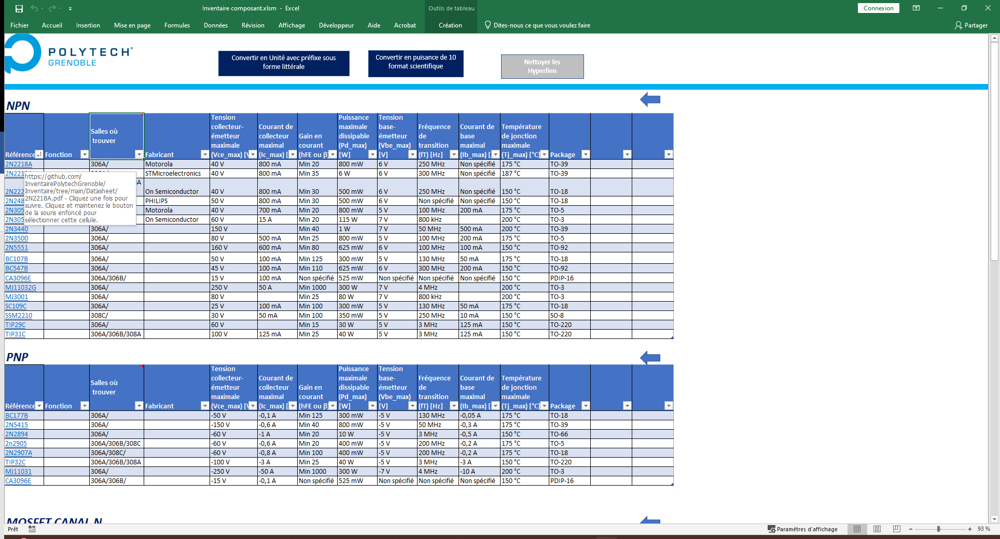 Inventaire composant.xlsm - Excel
Outils de tableau
Connexion
Fichier Accueil Insertion Mise en page Formules Données Révision Affichage Développeur Aide Acrobat Création Dites-nous ce que vous voulez faire Partager
POLYTECH
GRENOBLE
Convertir en Unité avec préfixe sous
forme littérale
Convertir en puisance de 10
format scientifique
Nettoyer les
Hyperlien
NPN
Référence
Fonction
Salles où
trouver
Fabricant
Tension
collecteur-
émetteur
maximale
(Vce_max) [V
Courant de
collecteur
maximal
(Ic_max) [
Gain en
courant
(hFE ou β)
Puissance
maximale
dissipable
(Pd_max)
[W]
Tension
base-
émetteur
(Vbe_max)
[V]
Fréquence
de
transition
(fT) [Hz]
Courant de
base
maximal
(Ib_max) [
Température
de jonction
maximale
(Tj_max) [°C]
Package
2N2218A 306A/ Motorola 40 V 800 mA Min 20 800 mW 6 V 250 MHz Non spécifié 175 °C TO-39
2N221 STMicroelectronics 40 V 800 mA Min 35 6 W 6 V 300 MHz Non spécifié 187 °C TO-39
2N222 On Semiconductor 40 V 800 mA Min 30 500 mW 6 V 250 MHz Non spécifié 150 °C TO-18
2N248 PHILIPS 50 V 800 mA Min 30 500 mW 6 V Non spécifié Non spécifié 150 °C TO-18
2N305 Motorola 40 V 700 mA Min 20 800 mW 5 V 100 MHz 200 mA 175 °C TO-5
2N305 On Semiconductor 60 V 15 A Min 20 115 W 7 V 800 kHz 200 °C TO-3
https://github.com/
InventairePolytechGrenoble/
Inventaire/tree/main/Datasheet/
2N2218A.pdf - Cliquez une fois pour
suivre. Cliquez et maintenez le bouton
de la souris enfoncé pour
sélectionner cette cellule.
2N3440 306A/ 150 V Min 40 1 W 7 V 50 MHz 500 mA 200 °C TO-39
2N3500 306A/ 80 V 500 mA Min 25 800 mW 5 V 100 MHz 200 mA 175 °C TO-5
2N5551 306A/ 160 V 600 mA Min 80 625 mW 6 V 100 MHz 100 mA 150 °C TO-92
BC107B 306A/ 50 V 100 mA Min 125 300 mW 5 V 130 MHz 50 mA 175 °C TO-18
BC547B 306A/ 45 V 100 mA Min 110 625 mW 6 V 300 MHz 200 mA 150 °C TO-92
CA3096E 306A/306B/ 15 V 100 mA Non spécifié 525 mW Non spécifié Non spécifié Non spécifié 150 °C PDIP-16
MJ11032G 306A/ 250 V 50 A Min 1000 300 W 7 V 4 MHz 200 °C TO-3
MJ3001 306A/ 80 V Min 25 80 W 7 V 800 kHz 200 °C TO-3
SC109C 306A/ 25 V 100 mA Min 100 300 mW 5 V 130 MHz 50 mA 175 °C TO-18
SSM2210 308C/ 30 V 50 mA Min 100 350 mW 5 V 250 MHz 10 mA 150 °C SO-8
TIP29C 306A/ 60 V Min 15 30 W 5 V 3 MHz 125 mA 150 °C TO-220
TIP31C 306A/306B/308A 100 V 125 mA Min 25 40 W 5 V 3 MHz 125 mA 150 °C TO-220
PNP
Référence
Fonction
Salles où
trouver
Fabricant
Tension
collecteur-
émetteur
maximale
(Vce_max) [V
Courant de
collecteur
maximal
(Ic_max) [
Gain en
courant
(hFE ou β)
Puissance
maximale
dissipable
(Pd_max)
[W]
Tension
base-
émetteur
(Vbe_max)
[V]
Fréquence
de
transition
(fT) [Hz]
Courant de
base
maximal
(Ib_max) [
Température
de jonction
maximale
(Tj_max) [°C]
Package
BC177B 306A/ -50 V -0,1 A Min 125 300 mW -5 V 130 MHz -0,05 A 175 °C TO-18
2N5415 306A/ -150 V -0,6 A Min 40 800 mW -5 V 50 MHz -0,3 A 175 °C TO-39
2N2894 306A/ -60 V -1 A Min 20 10 W -5 V 3 MHz -0,5 A 150 °C TO-66
2n2905 306A/306B/308C -60 V -0,6 A Min 20 400 mW -5 V 200 MHz -0,2 A 175 °C TO-5
2N2907A 306A/308C/ -60 V -0,8 A Min 100 400 mW -5 V 200 MHz -0,2 A 175 °C TO-18
TIP32C 306A/306B/308A -100 V -3 A Min 25 40 W -5 V 3 MHz -3 A 150 °C TO-220
MJ11031 306A/ -250 V -50 A Min 1000 300 W -7 V 4 MHz -10 A 200 °C TO-3
CA3096E 306A/306B/ -15 V -0,1 A Non spécifié 525 mW Non spécifié Non spécifié Non spécifié 150 °C PDIP-16
MOSFET CANAL N
Prêt
Paramètres d'affichage
93 %